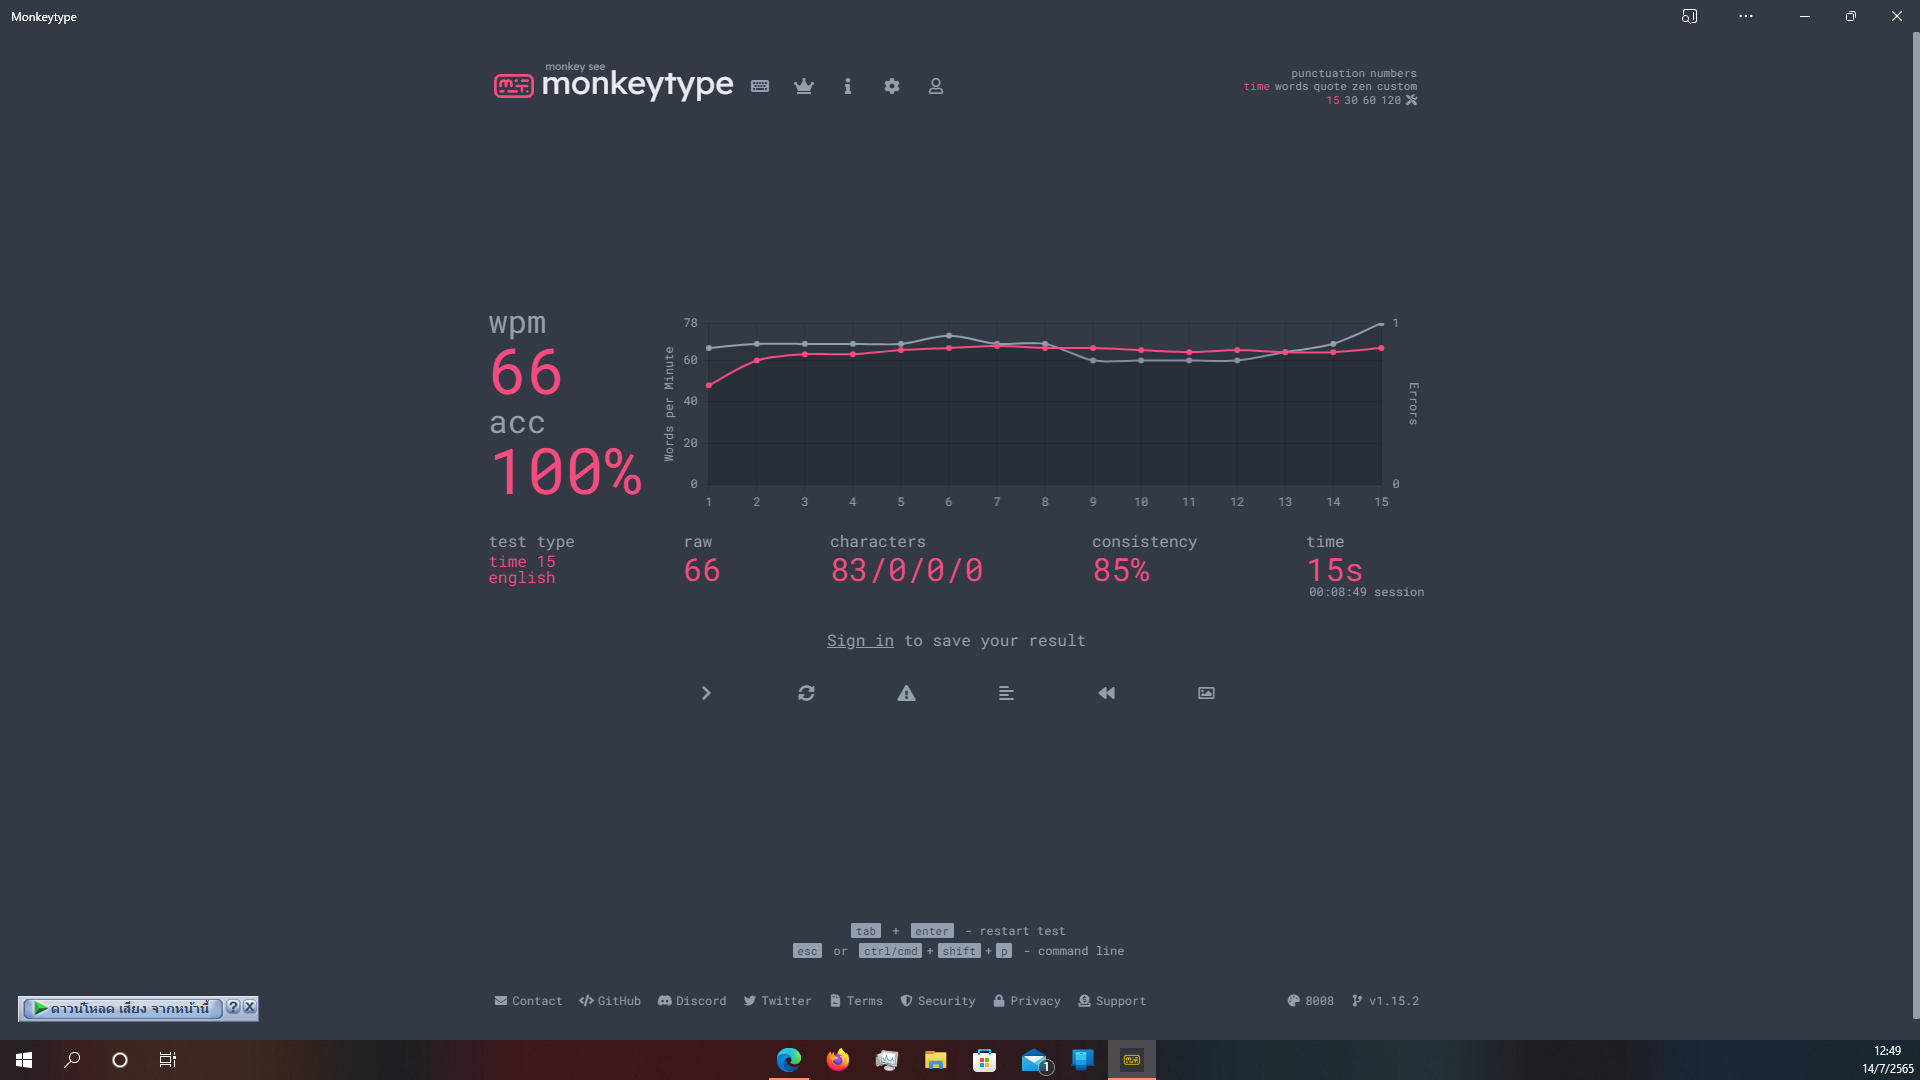 Monkeytype
monkey see
monkeytype
punctuation numbers
time words quote zen custom
15 30 60 120
wpm
66
acc
100%
Words per Minute
78
60
40
20
0
1 2 3 4 5 6 7 8 9 10 11 12 13 14 15
1
0
Errors
test type
time 15
english
raw
66
characters
83/0/0/0
consistency
85%
time
15s
00:08:49 session
Sign in to save your result
tab + enter - restart test
esc or ctrl/cmd + shift + p - command line
Contact GitHub Discord Twitter Terms Security Privacy Support 8008 v1.15.2
ดาวน์โหลด เสียง จากหน้านี้ ? X
1
12:49
14/7/2565